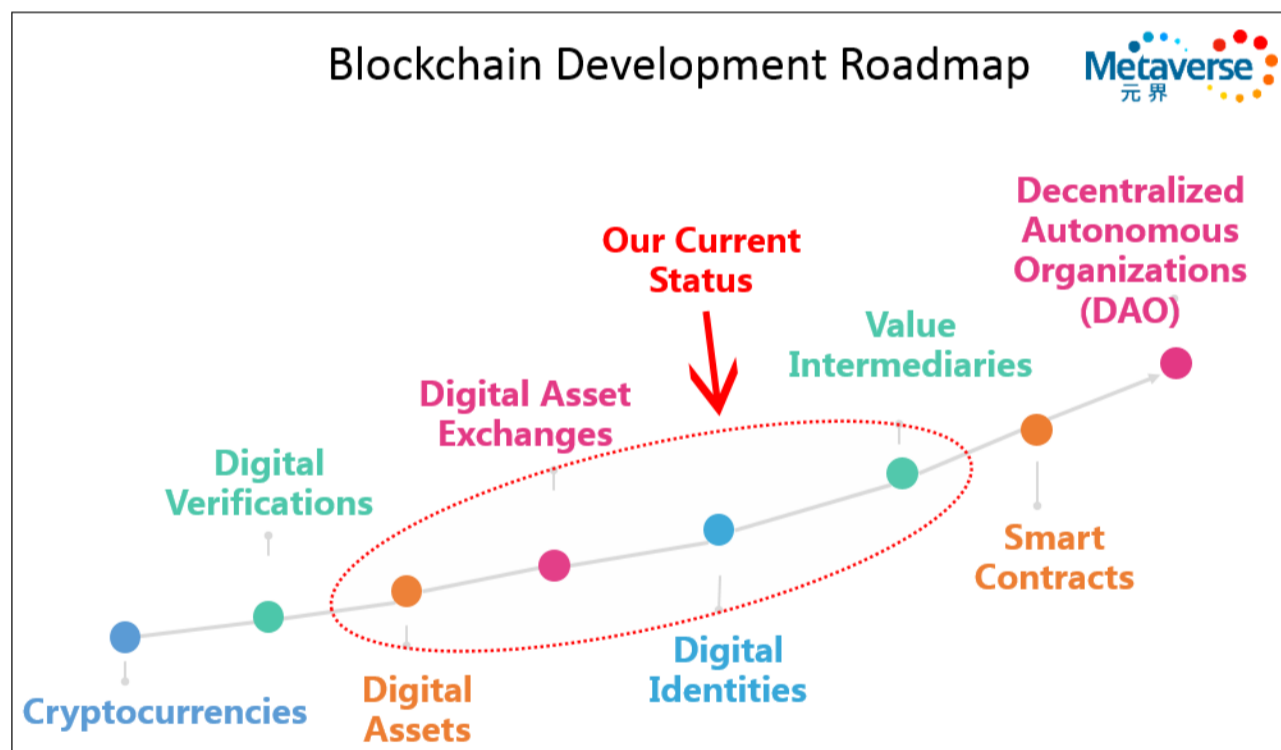 Blockchain Development Roadmap
Metaverse
元界
Decentralized
Autonomous
Organizations
(DAO)
Our Current
Status
Value
Intermediaries
Digital Asset
Exchanges
Digital
Verifications
Smart
Contracts
Digital
Identities
Digital
Assets
Cryptocurrencies